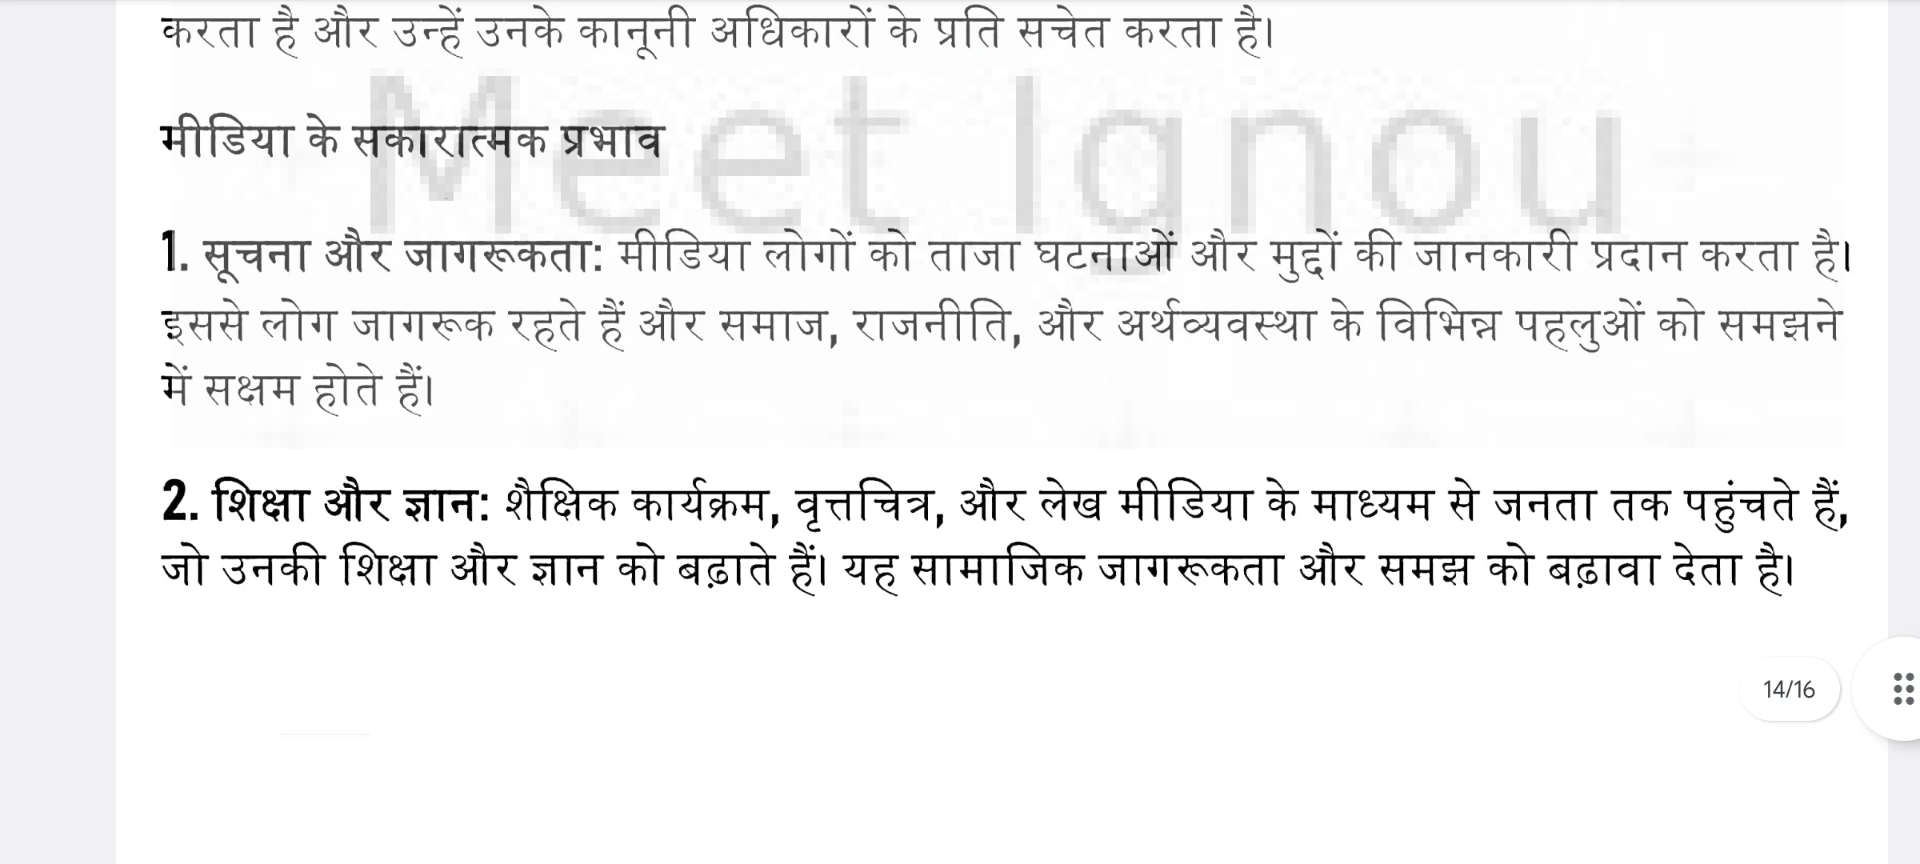 करता है और उन्हें उनके कानूनी अधिकारों के प्रति सचेत करता है।
Meet Ignou
मीडिया के सकारात्मक प्रभाव
1. सूचना और जागरूकता: मीडिया लोगों को ताजा घटनाओं और मुद्दों की जानकारी प्रदान करता है।
इससे लोग जागरूक रहते हैं और समाज, राजनीति, और अर्थव्यवस्था के विभिन्न पहलुओं को समझने
में सक्षम होते हैं।
2. शिक्षा और ज्ञान: शैक्षिक कार्यक्रम, वृत्तचित्र, और लेख मीडिया के माध्यम से जनता तक पहुंचते हैं,
जो उनकी शिक्षा और ज्ञान को बढ़ाते हैं। यह सामाजिक जागरूकता और समझ को बढ़ावा देता है।
14/16